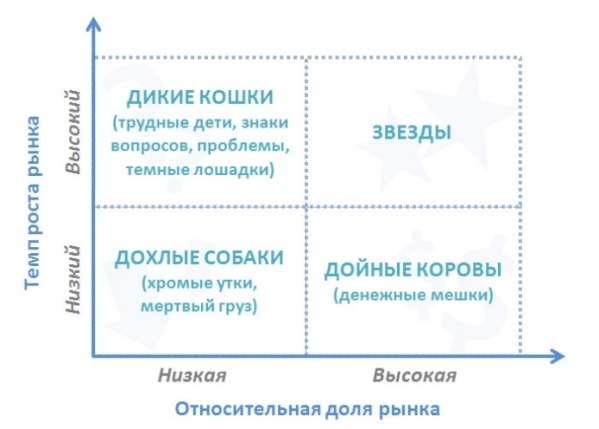 Темп роста рынка
Высокий
Низкий
ДИКИЕ КОШКИ
(трудные дети, знаки
вопросов, проблемы,
темные лошадки)
ЗВЕЗДЫ
ДОХЛЫЕ СОБАКИ
(хромые утки,
мертвый груз)
ДОЙНЫЕ КОРОВЫ
(денежные мешки)
Низкая
Высокая
Относительная доля рынка